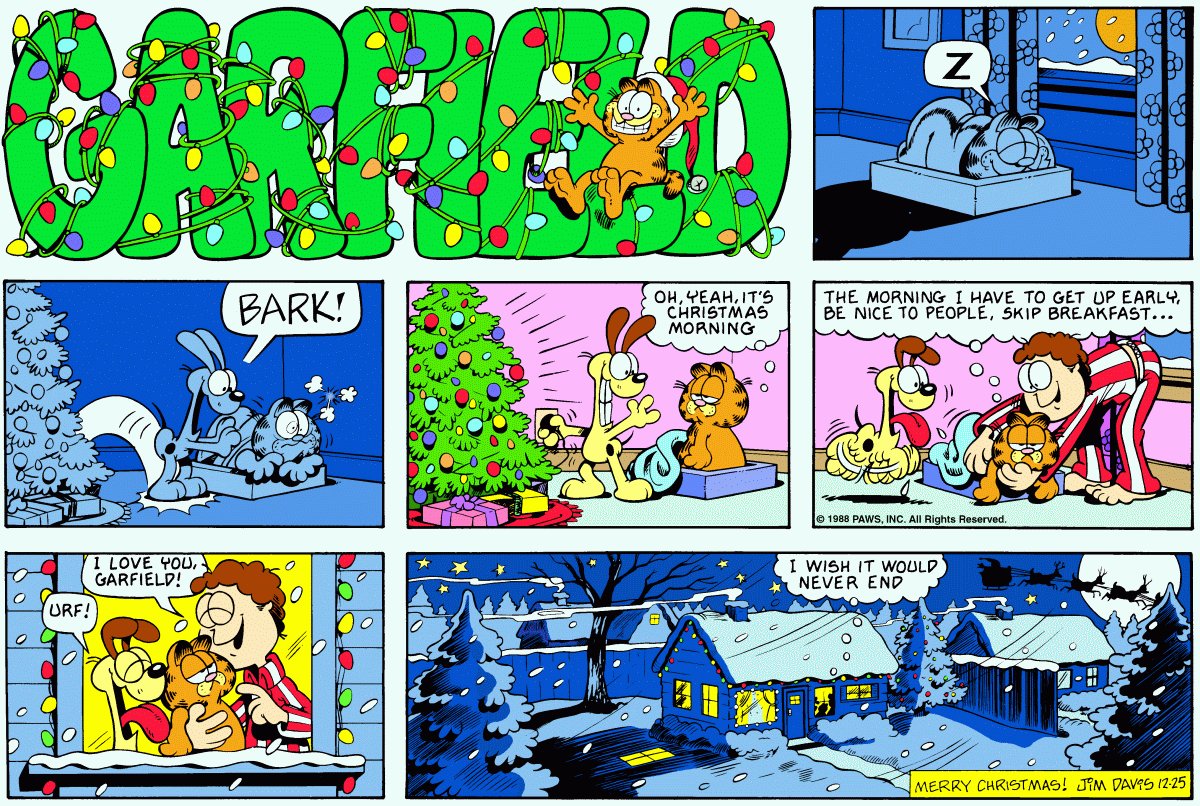 GARFIELD
Z
BARK!
OH, YEAH, IT'S
CHRISTMAS
MORNING
THE MORNING I HAVE TO GET UP EARLY,
BE NICE TO PEOPLE, SKIP BREAKFAST...
© 1988 PAWS, INC. All Rights Reserved.
I LOVE YOU,
GARFIELD!
URF!
I WISH IT WOULD
NEVER END
MERRY CHRISTMAS! JIM DAVIS 12-25